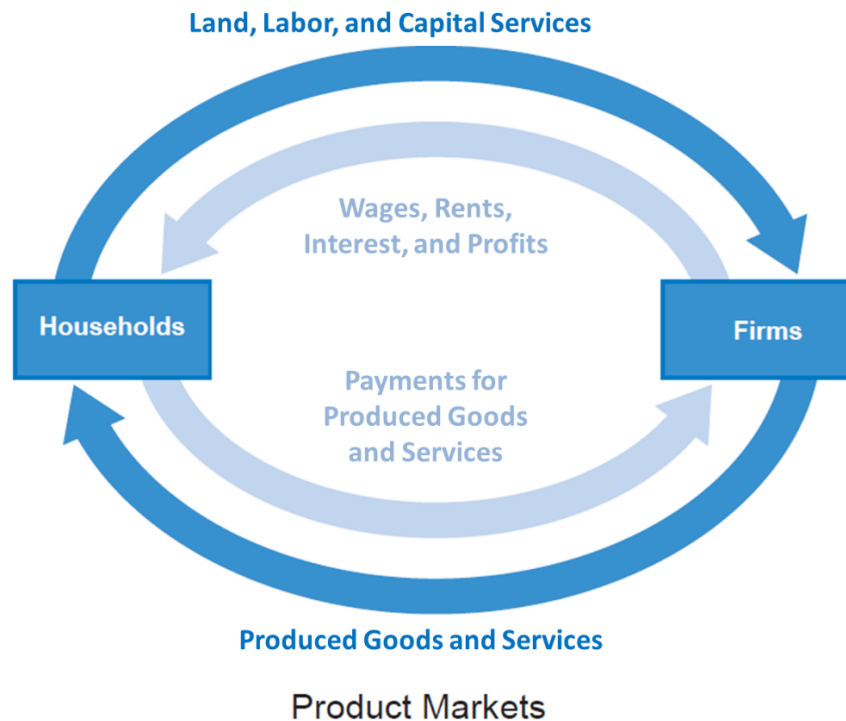 Land, Labor, and Capital Services
Wages, Rents,
Interest, and Profits
Households
Firms
Payments for
Produced Goods
and Services
Produced Goods and Services
Product Markets